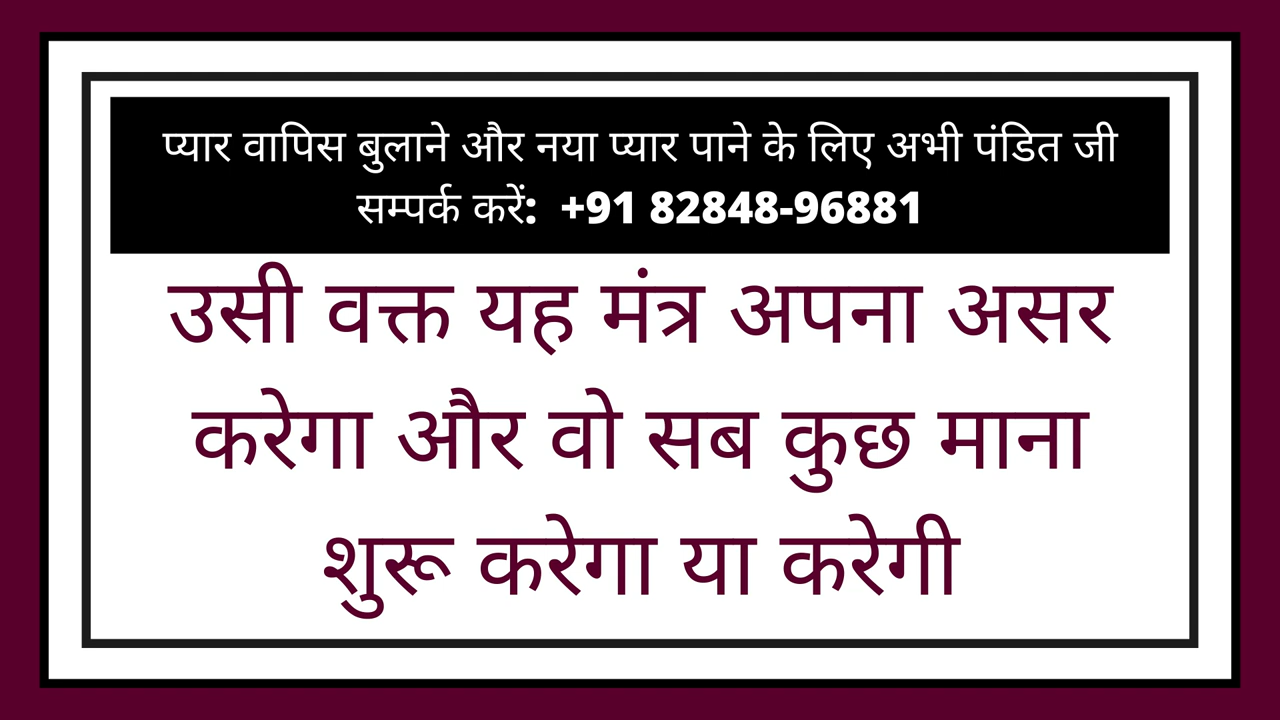 प्यार वापिस बुलाने और नया प्यार पाने के लिए अभी पंडित जी
सम्पर्क करें: +91 82848-96881
उसी वक्त यह मंत्र अपना असर
करेगा और वो सब कुछ माना
शुरू करेगा या करेगी